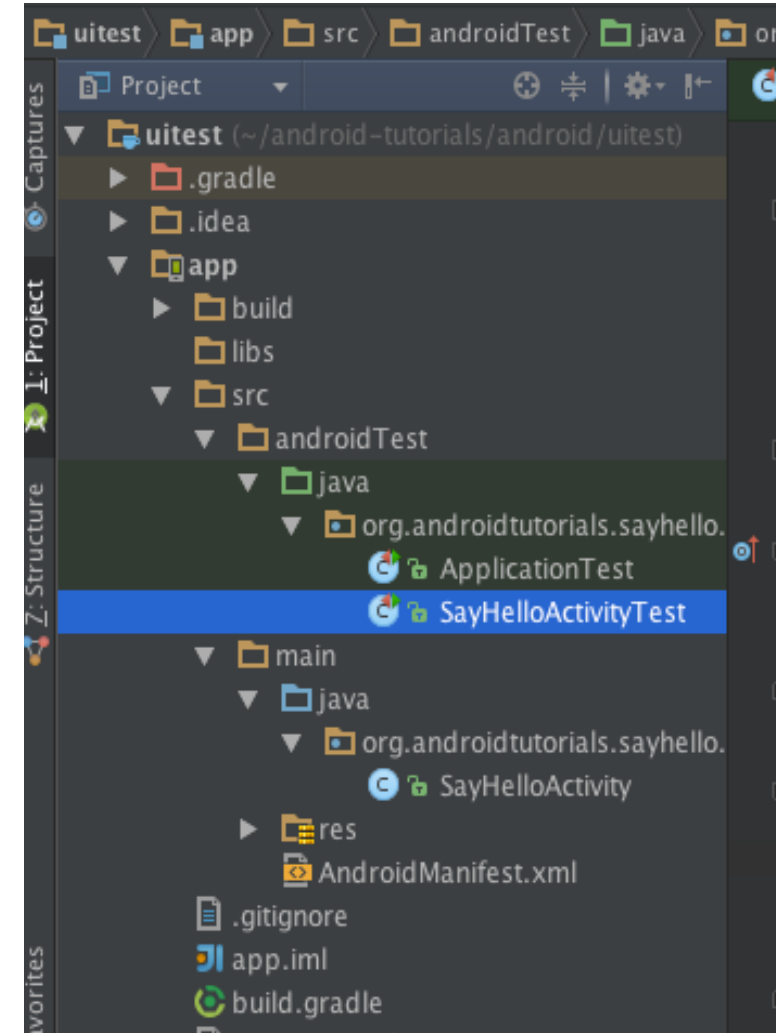 uitest app src androidTest java or
Project
uitest (~/android-tutorials/android/uitest)
.gradle
.idea
app
build
libs
src
androidTest
java
org.androidtutorials.sayhello.
ApplicationTest
SayHelloActivityTest
main
java
org.androidtutorials.sayhello.
SayHelloActivity
res
AndroidManifest.xml
.gitignore
app.iml
build.gradle
Captures
1: Project
7: Structure
avorites